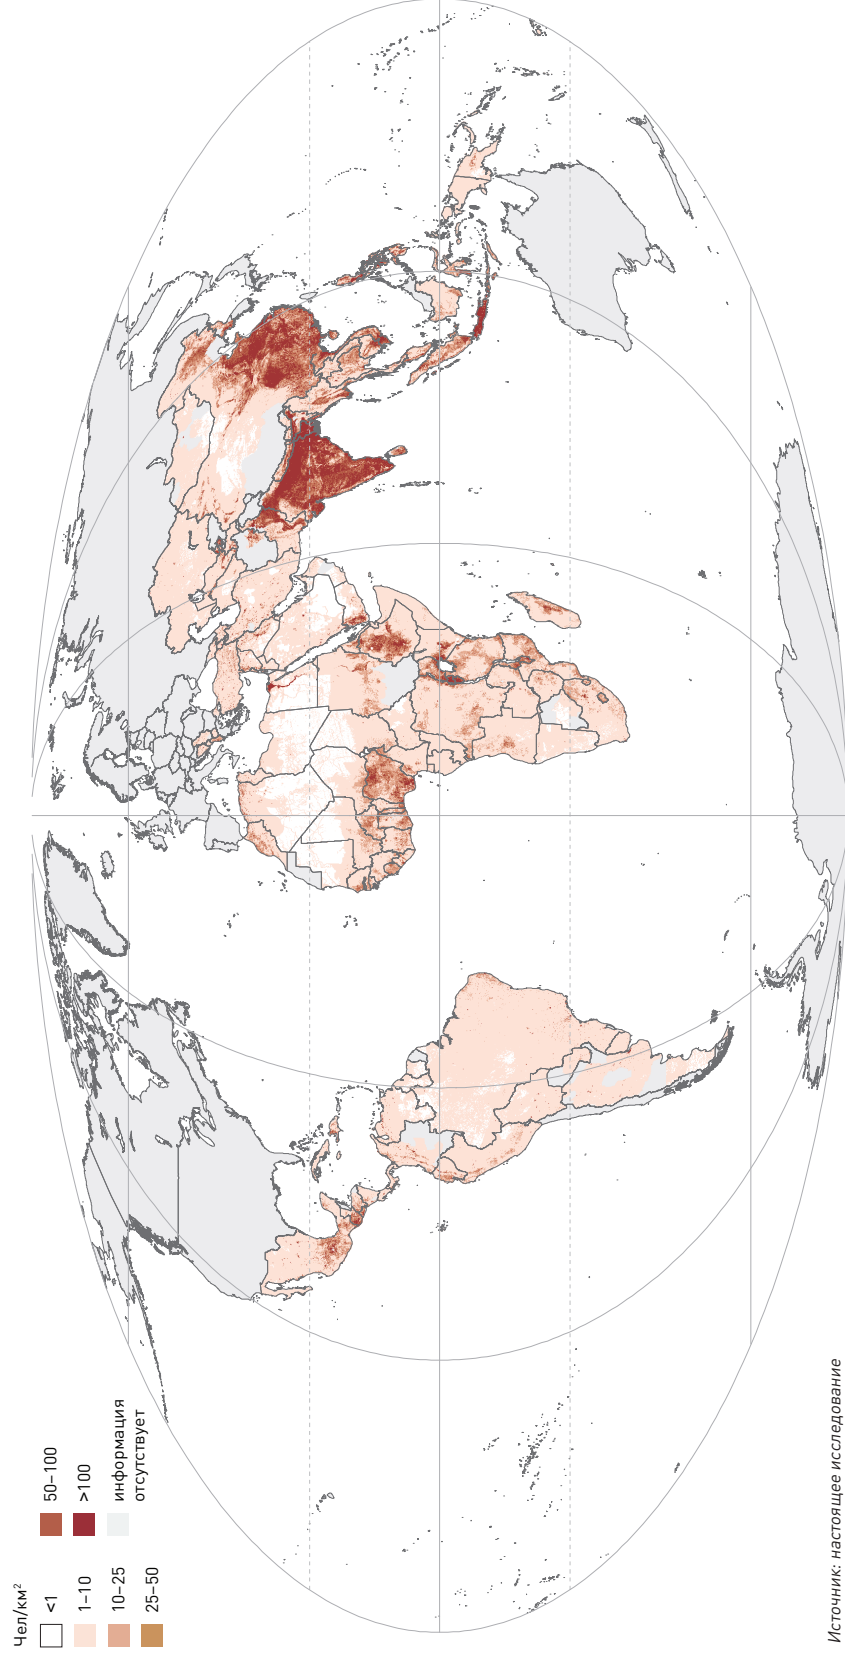 Чел/км²
<1
1–10
10–25
25–50
50–100
>100
информация
отсутствует
Источник: настоящее исследование